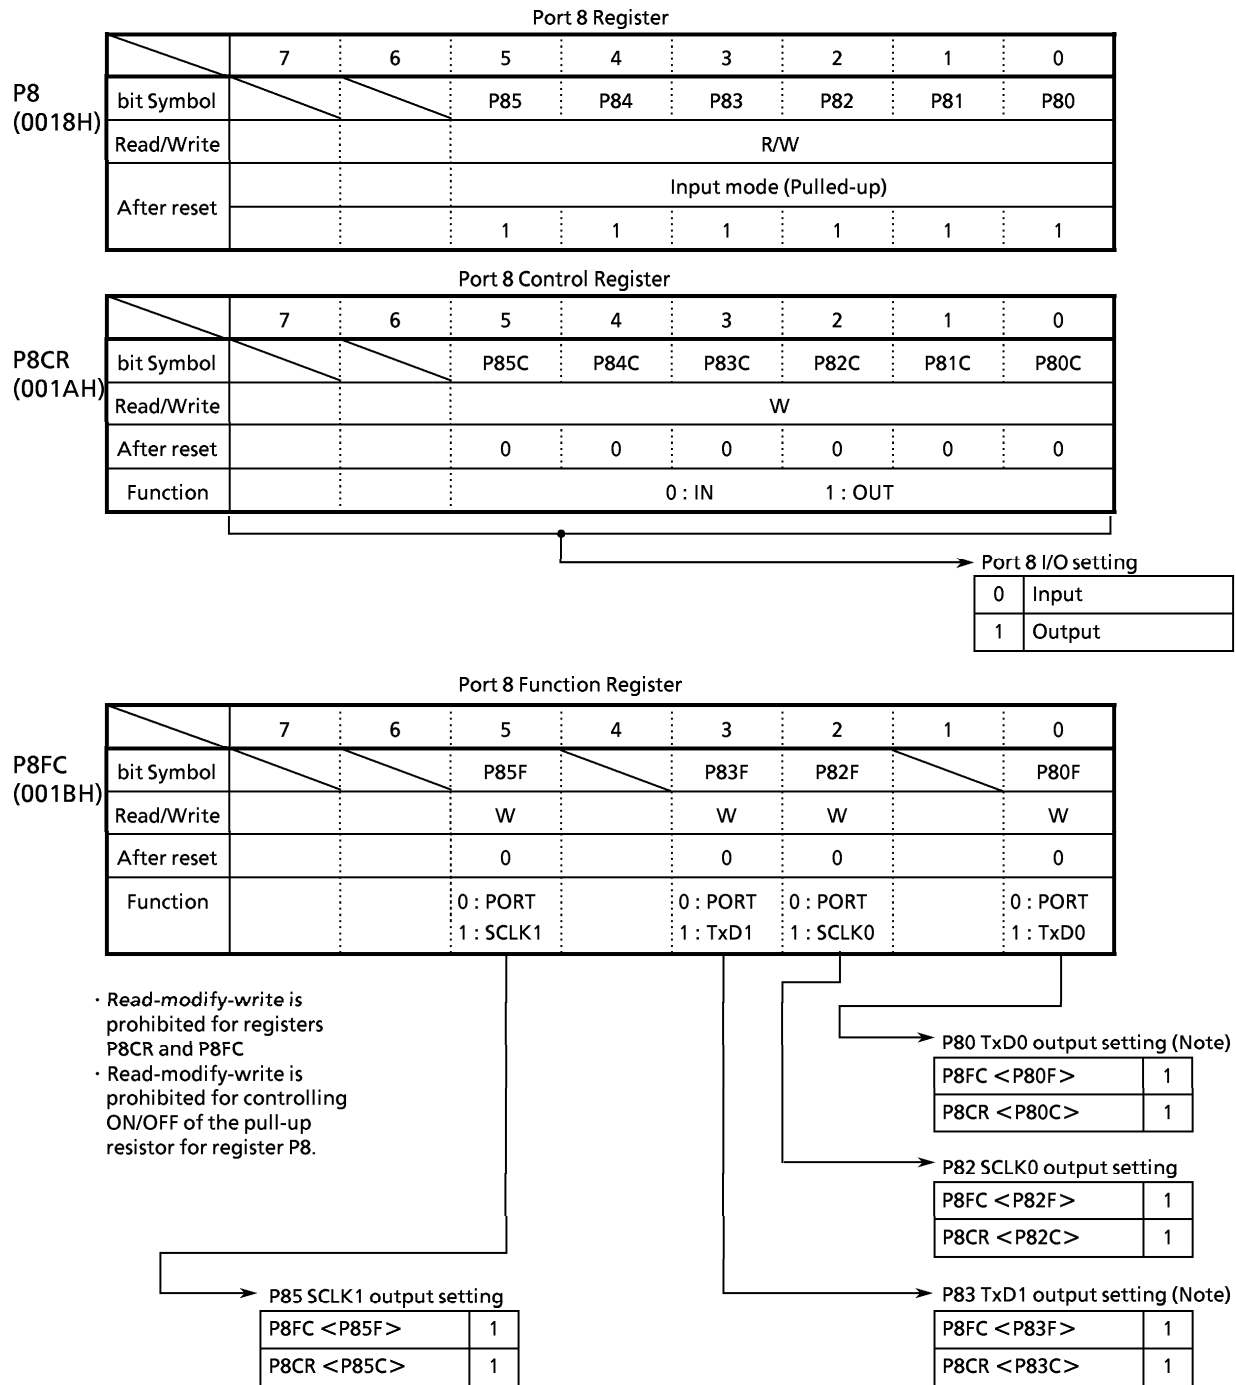 Port 8 Register
7 6 5 4 3 2 1 0
P8
(0018H)
bit Symbol P85 P84 P83 P82 P81 P80
Read/Write R/W
After reset
Input mode (Pulled-up)
1 1 1 1 1 1
Port 8 Control Register
7 6 5 4 3 2 1 0
P8CR
(001AH)
bit Symbol P85C P84C P83C P82C P81C P80C
Read/Write W
After reset 0 0 0 0 0 0
Function 0 : IN 1 : OUT
Port 8 I/O setting
0 Input
1 Output
Port 8 Function Register
7 6 5 4 3 2 1 0
P8FC
(001BH)
bit Symbol P85F P83F P82F P80F
Read/Write W W W W
After reset 0 0 0 0
Function 0 : PORT 0 : PORT 0 : PORT 0 : PORT
1 : SCLK1 1 : TxD1 1 : SCLK0 1 : TxD0
· Read-modify-write is
prohibited for registers
P8CR and P8FC
· Read-modify-write is
prohibited for controlling
ON/OFF of the pull-up
resistor for register P8.
P80 TxD0 output setting (Note)
P8FC <P80F> 1
P8CR <P80C> 1
P82 SCLK0 output setting
P8FC <P82F> 1
P8CR <P82C> 1
P85 SCLK1 output setting
P8FC <P85F> 1
P8CR <P85C> 1
P83 TxD1 output setting (Note)
P8FC <P83F> 1
P8CR <P83C> 1